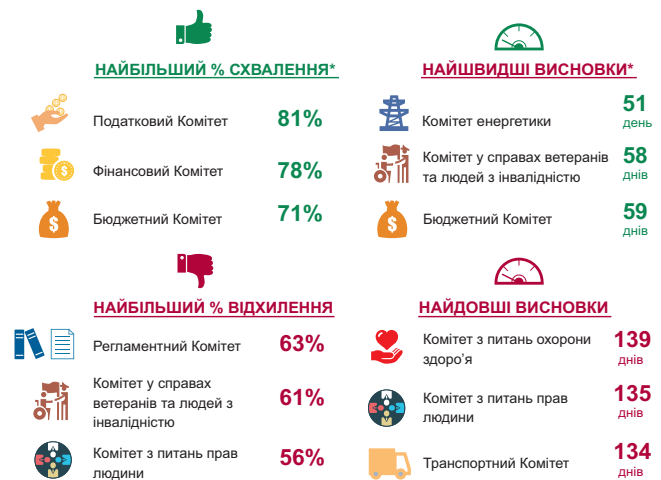 НАЙБІЛЬШИЙ % СХВАЛЕННЯ*
Податковий Комітет 81%
Фінансовий Комітет 78%
Бюджетний Комітет 71%
НАЙШВИДШІ ВИСНОВКИ*
Комітет енергетики 51
день
Комітет у справах ветеранів
та людей з інвалідністю
58
днів
Бюджетний Комітет 59
днів
НАЙБІЛЬШИЙ % ВІДХИЛЕННЯ
Регламентний Комітет 63%
Комітет у справах
ветеранів та людей з
інвалідністю
61%
Комітет з питань прав
людини
56%
НАЙДОВШІ ВИСНОВКИ
Комітет з питань охорони
здоро'я
139
днів
Комітет з питань прав
людини
135
днів
Транспортний Комітет 134
днів